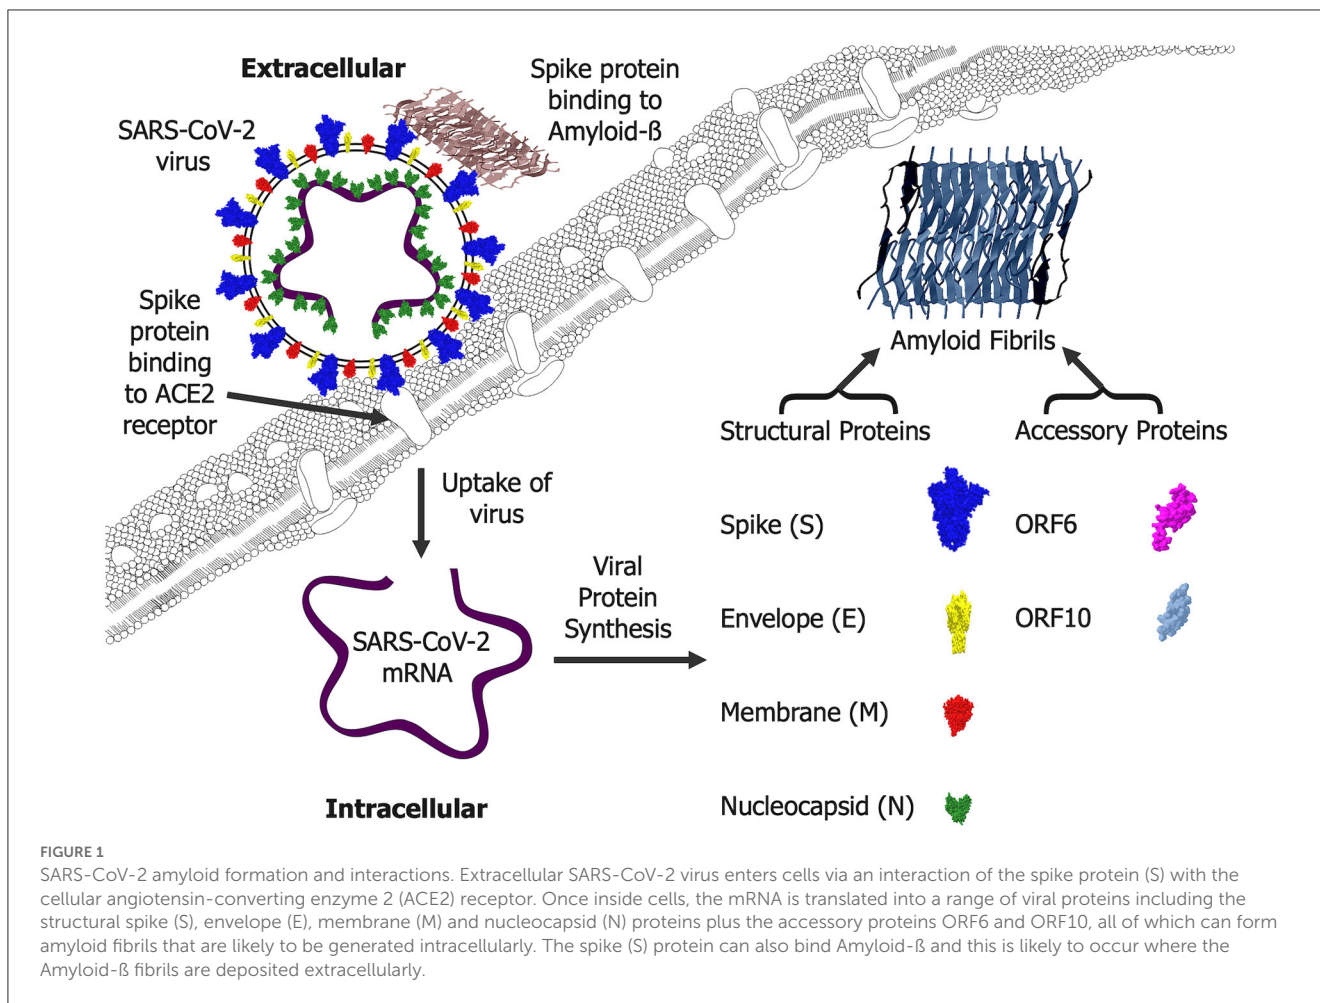 Extracellular
SARS-CoV-2
virus
Spike protein
binding to
Amyloid-ß
Spike
protein
binding
to ACE2
receptor
Uptake of
virus
SARS-CoV-2
mRNA
Intracellular
Viral
Protein
Synthesis
Amyloid Fibrils
Structural Proteins
Accessory Proteins
Spike (S)
ORF6
Envelope (E)
ORF10
Membrane (M)
Nucleocapsid (N)
FIGURE 1
SARS-CoV-2 amyloid formation and interactions. Extracellular SARS-CoV-2 virus enters cells via an interaction of the spike protein (S) with the
cellular angiotensin-converting enzyme 2 (ACE2) receptor. Once inside cells, the mRNA is translated into a range of viral proteins including the
structural spike (S), envelope (E), membrane (M) and nucleocapsid (N) proteins plus the accessory proteins ORF6 and ORF10, all of which can form
amyloid fibrils that are likely to be generated intracellularly. The spike (S) protein can also bind Amyloid-ß and this is likely to occur where the
Amyloid-ß fibrils are deposited extracellularly.